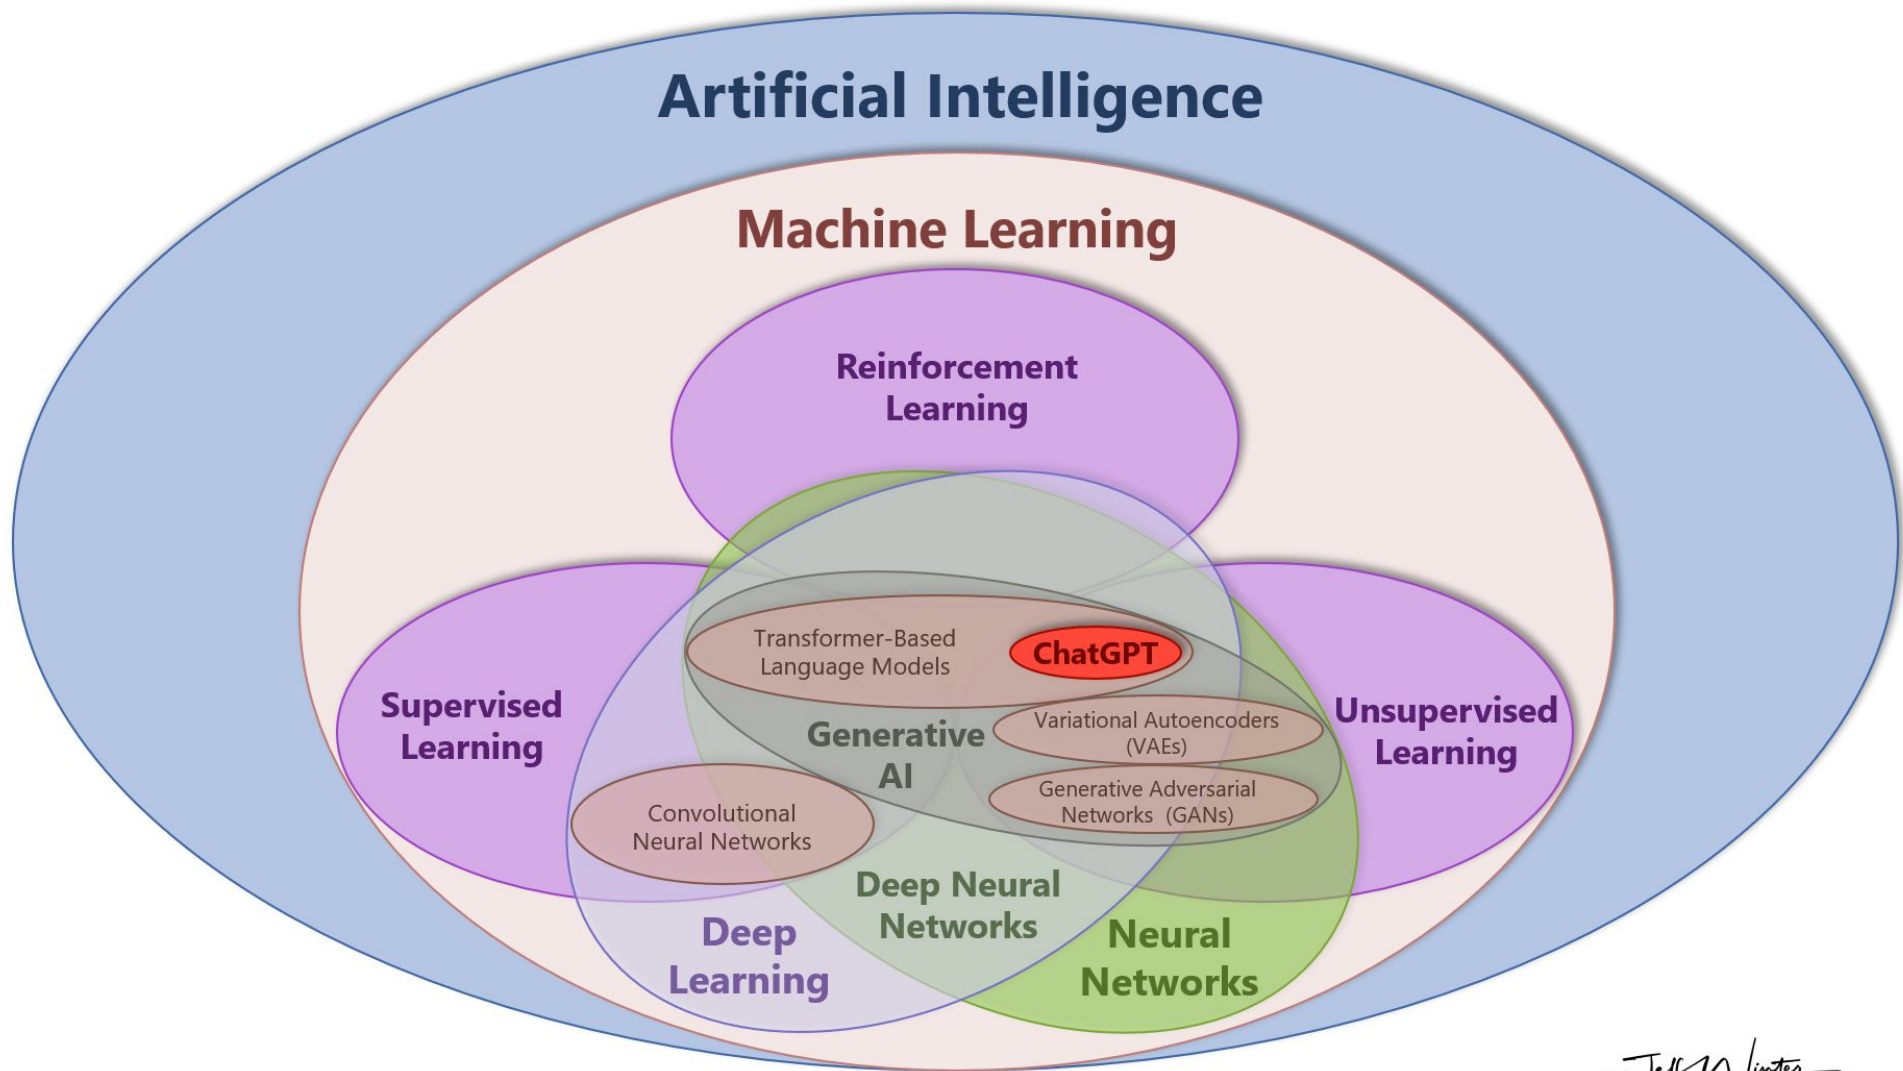 Artificial Intelligence
Machine Learning
Reinforcement
Learning
Transformer-Based
Language Models
ChatGPT
Supervised
Learning
Generative
AI
Variational Autoencoders
(VAEs)
Unsupervised
Learning
Generative Adversarial
Networks (GANs)
Convolutional
Neural Networks
Deep Neural
Networks
Deep
Learning
Neural
Networks